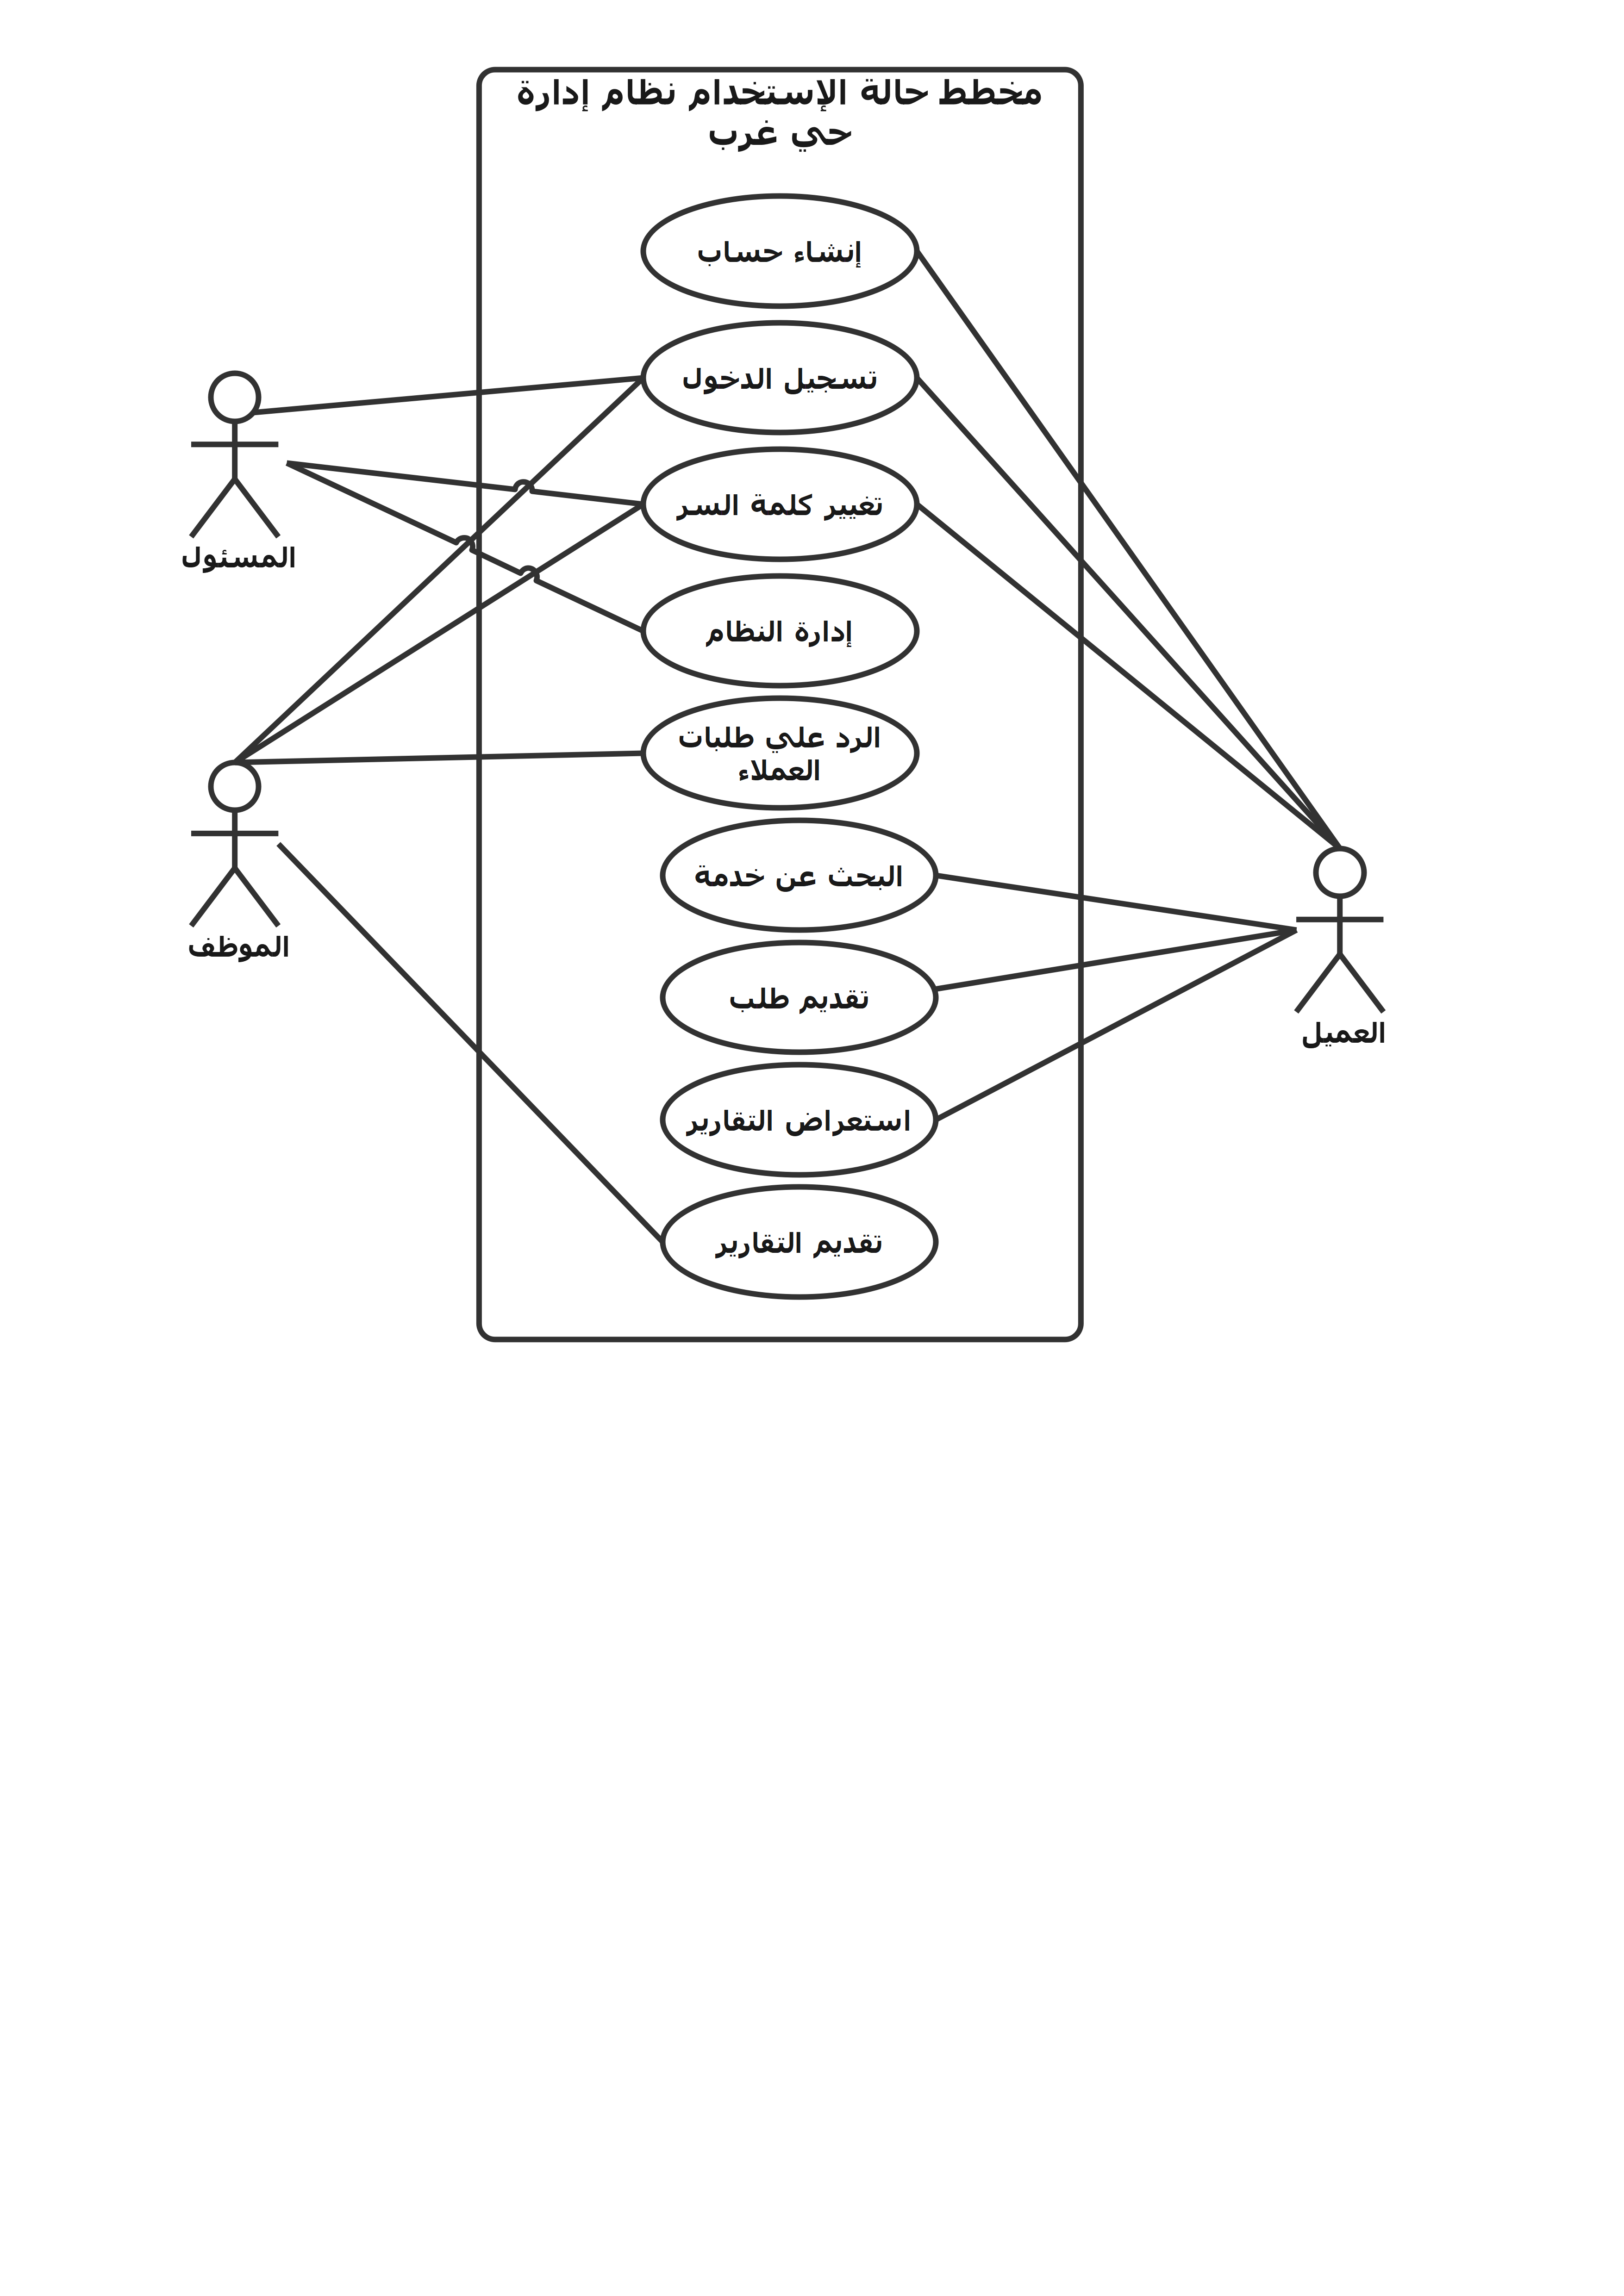 مخطط حالة الإستخدام نظام إدارة
حي غرب
إنشاء حساب
تسجيل الدخول
تغيير كلمة السر
إدارة النظام
الرد علي طلبات
العملاء
البحث عن خدمة
تقديم طلب
استعراض التقارير
تقديم التقارير
المسئول
الموظف
العميل